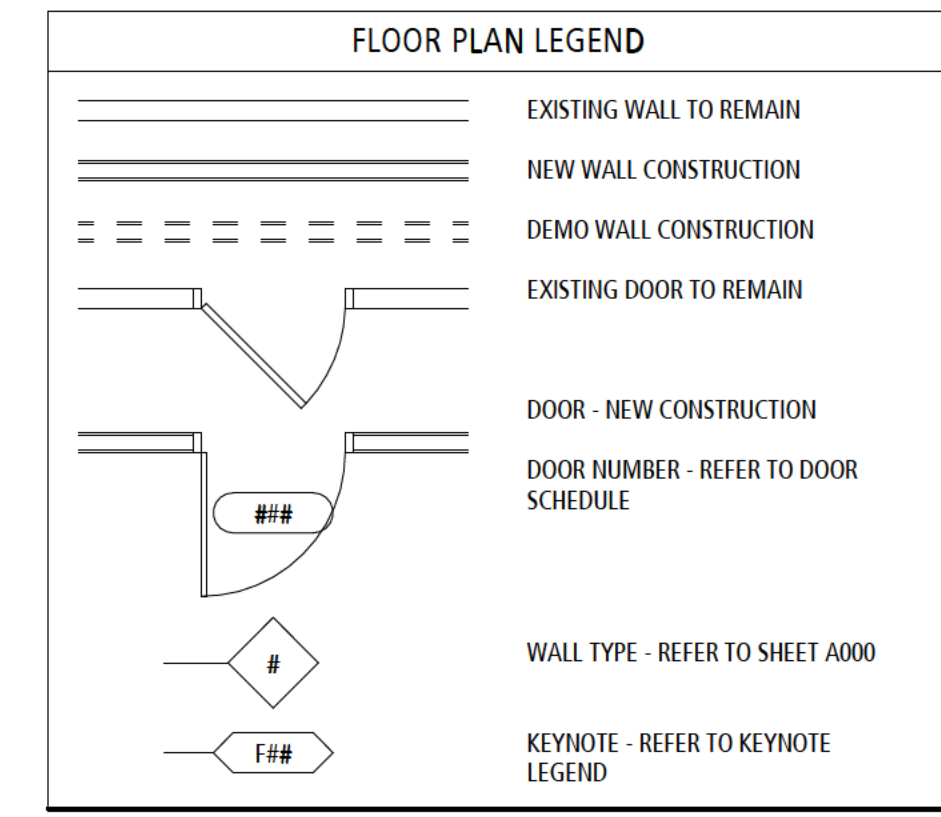 FLOOR PLAN LEGEND
EXISTING WALL TO REMAIN
NEW WALL CONSTRUCTION
DEMO WALL CONSTRUCTION
EXISTING DOOR TO REMAIN
DOOR - NEW CONSTRUCTION
DOOR NUMBER - REFER TO DOOR
SCHEDULE
###
#
WALL TYPE - REFER TO SHEET A000
F##
KEYNOTE - REFER TO KEYNOTE
LEGEND